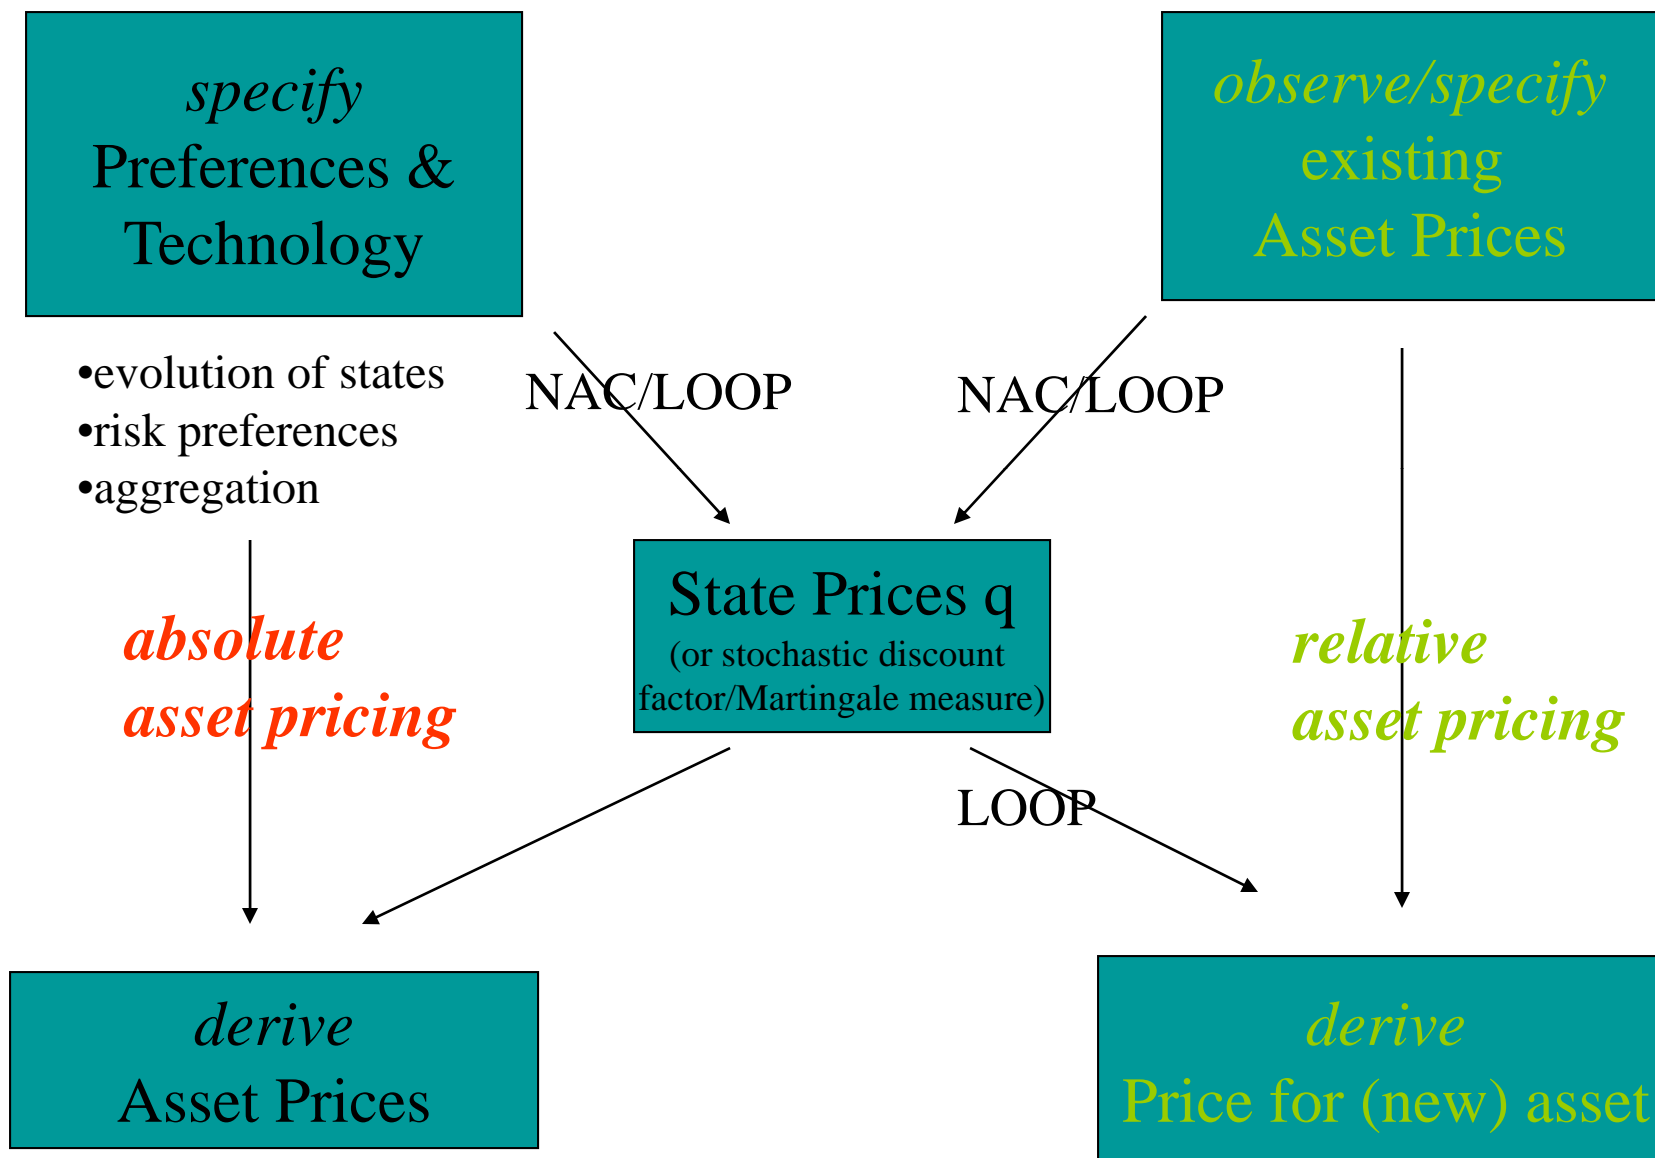 specify
Preferences &
Technology
observe/specify
existing
Asset Prices
•evolution of states
•risk preferences
•aggregation
NAC/LOOP
NAC/LOOP
State Prices q
(or stochastic discount
factor/Martingale measure)
absolute
asset pricing
relative
asset pricing
LOOP
derive
Asset Prices
derive
Price for (new) asset